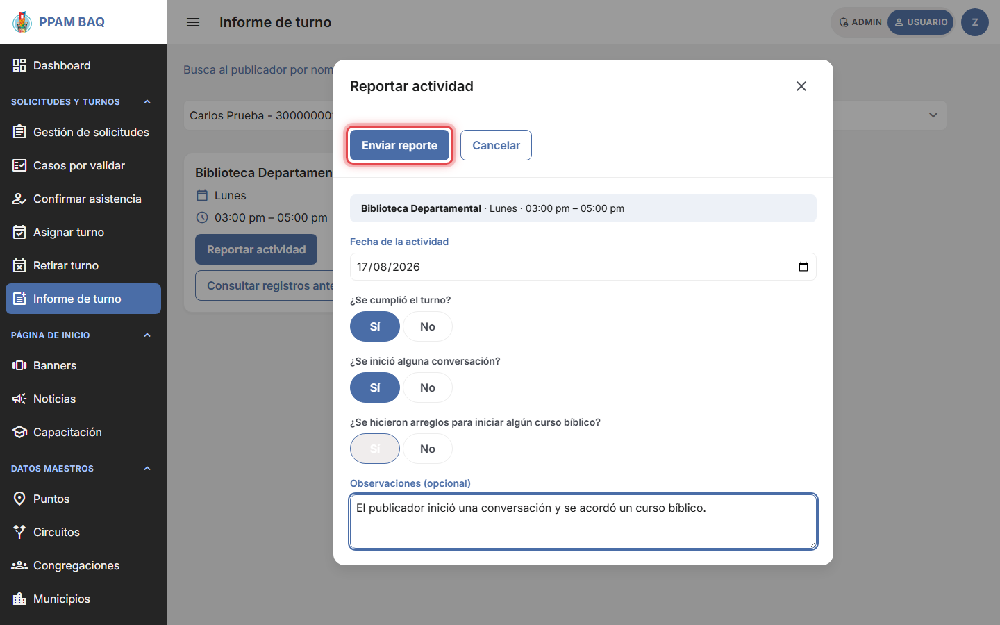 PPAM BAQ
Dashboard
SOLICITUDES Y TURNOS
Gestión de solicitudes
Casos por validar
Confirmar asistencia
Asignar turno
Retirar turno
Informe de turno
PÁGINA DE INICIO
Banners
Noticias
Capacitación
DATOS MAESTROS
Puntos
Circuitos
Congregaciones
Municipios
Informe de turno
ADMIN
USUARIO
Z
Busca al publicador por nom
Carlos Prueba - 300000001
Biblioteca Departament
Lunes
03:00 pm – 05:00 pm
Reportar actividad
Consultar registros ante
Reportar actividad
Enviar reporte
Cancelar
Biblioteca Departamental · Lunes · 03:00 pm – 05:00 pm
Fecha de la actividad
17/08/2026
¿Se cumplió el turno?
Sí No
¿Se inició alguna conversación?
Sí No
¿Se hicieron arreglos para iniciar algún curso bíblico?
Sí No
Observaciones (opcional)
El publicador inició una conversación y se acordó un curso bíblico.